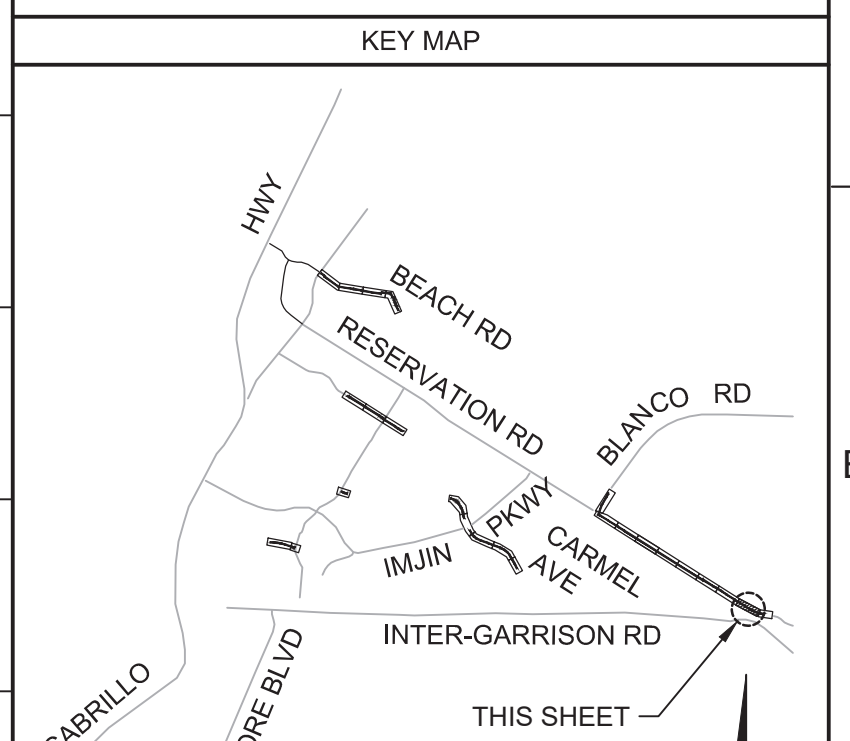 KEY MAP
HWY
BEACH RD
RESERVATION RD
BLANCO RD
IMJIN PKWY
CARMEL
AVE
INTER-GARRISON RD
THIS SHEET